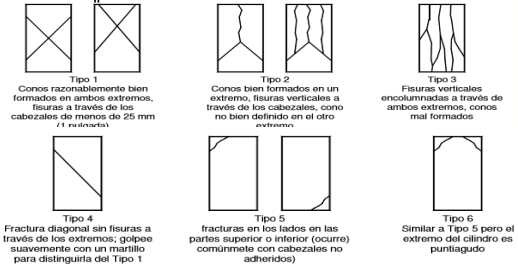 Tipo 1
Conos razonablemente bien
formados en ambos extremos,
fisuras a través de los
cabezales de menos de 25 mm
(1 pulgada)
Tipo 2
Conos bien formados en un
extremo, fisuras verticales a
través de los cabezales, cono
no bien definido en el otro
extremo
Tipo 3
Fisuras verticales
encolumnadas a través de
ambos extremos, conos
mal formados
Tipo 4
Fractura diagonal sin fisuras a
través de los extremos; golpee
suavemente con un martillo
para distinguirla del Tipo 1
Tipo 5
fracturas en los lados en las
partes superior o inferior (ocurre)
comúnmete con cabezales no
adheridos)
Tipo 6
Similar a Tipo 5 pero el
extremo del cilindro es
puntiagudo